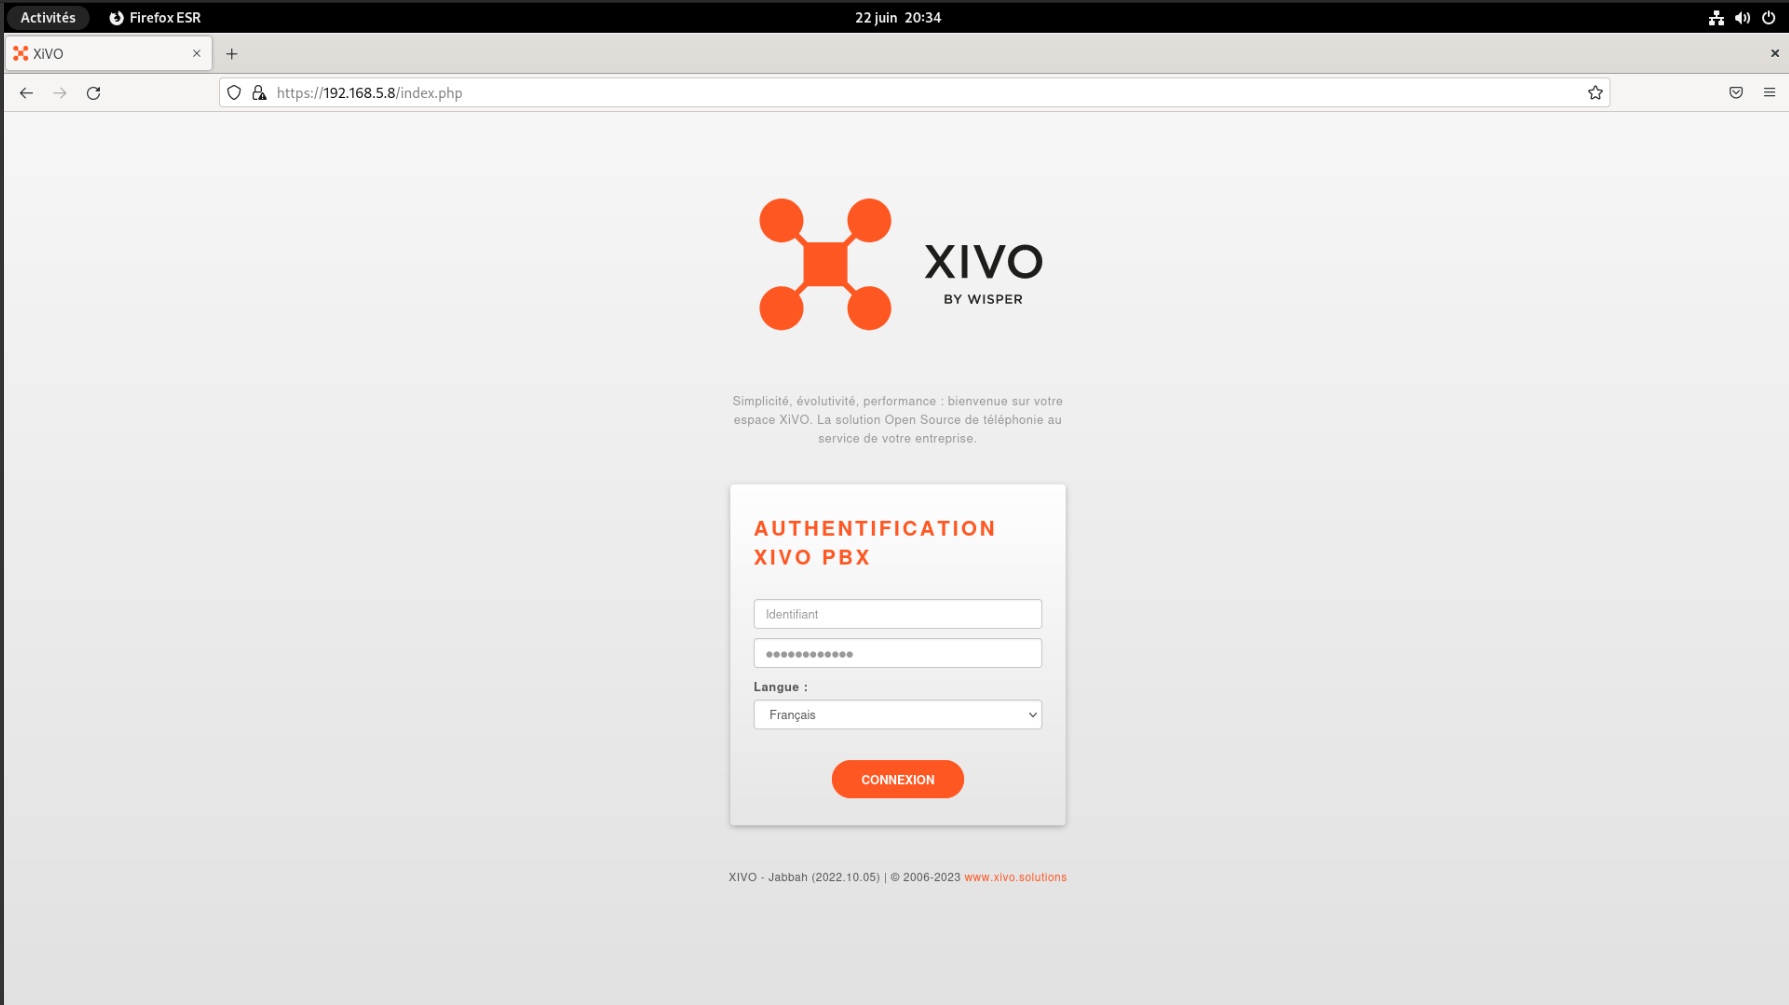 Activités
Firefox ESR
22 juin 20:34
XiVO
https://192.168.5.8/index.php
XIVO
BY WISPER
Simplicité, évolutivité, performance : bienvenue sur votre
espace XiVO. La solution Open Source de téléphonie au
service de votre entreprise.
AUTHENTIFICATION
XIVO PBX
Identifiant
Langue :
Français
CONNEXION
XIVO - Jabbah (2022.10.05) | © 2006-2023 www.xivo.solutions